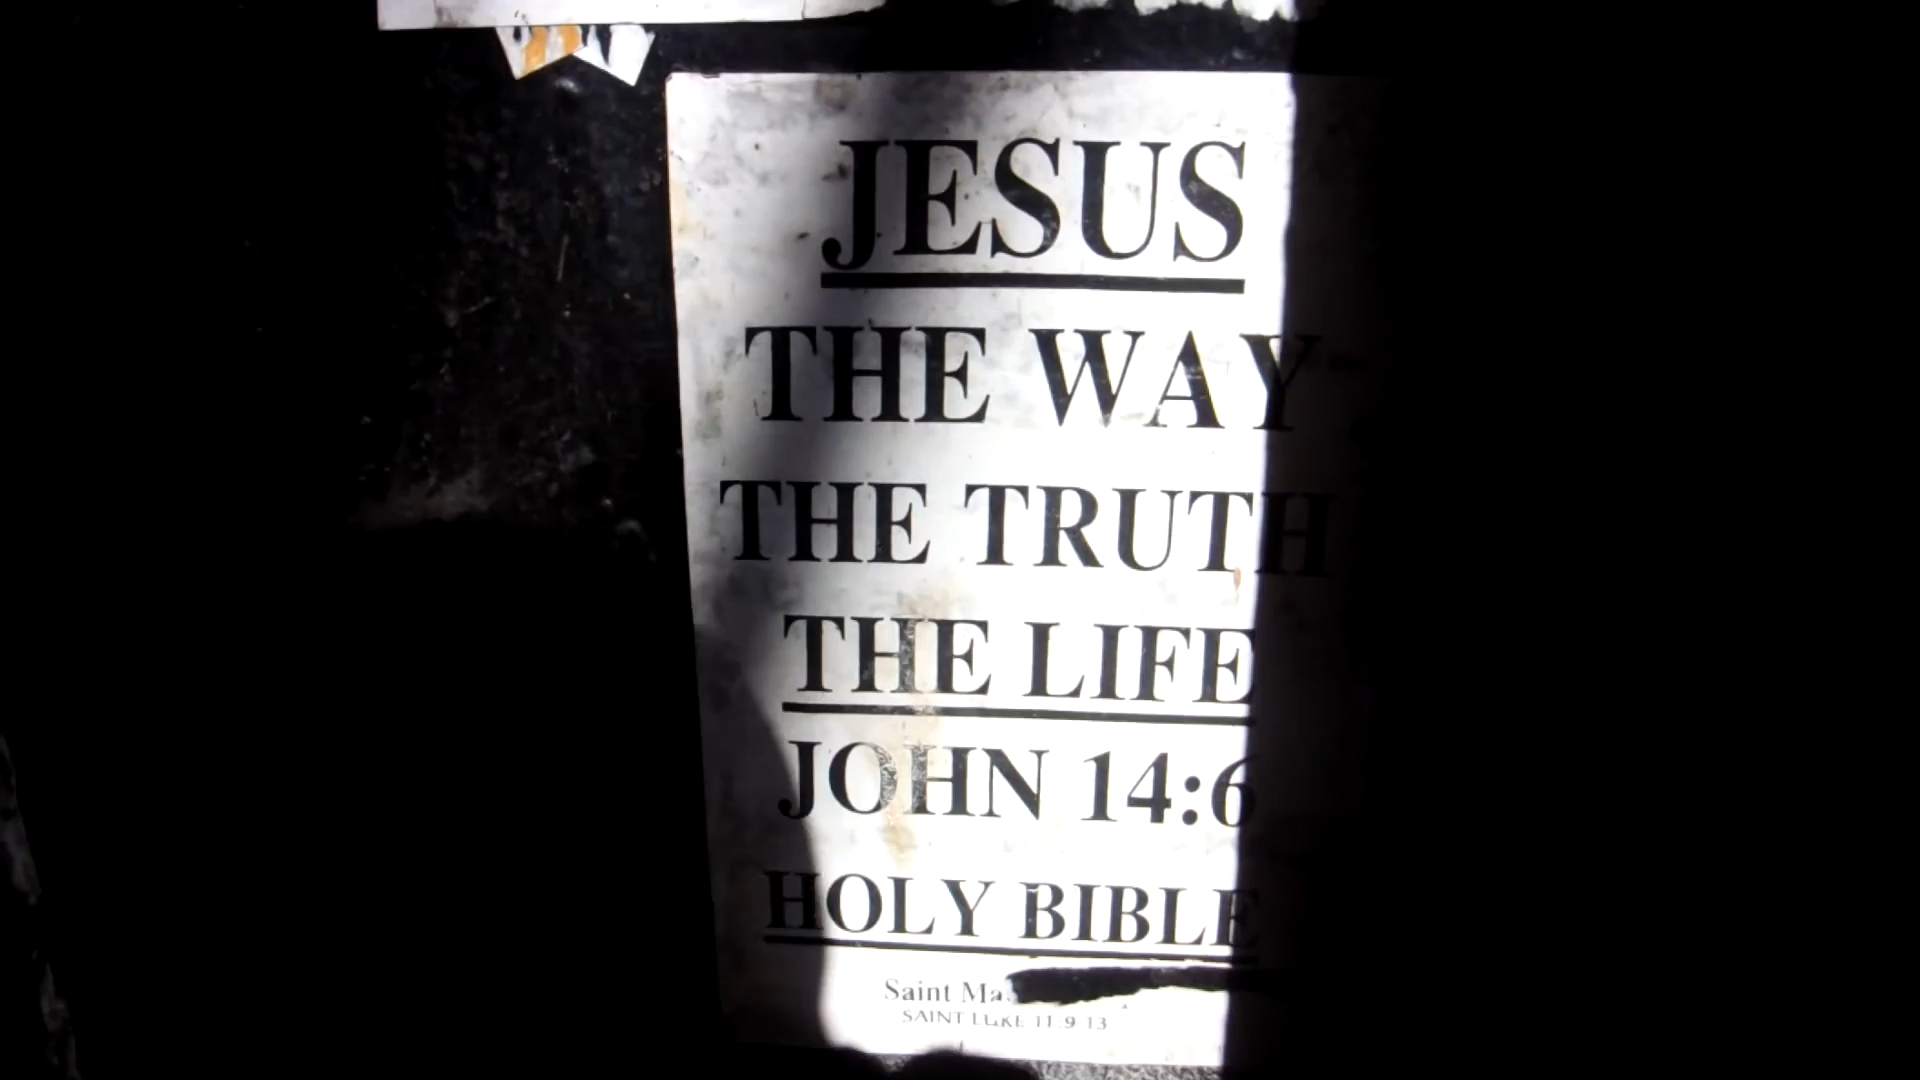 JESUS
THE WAY
THE TRUTH
THE LIFE
JOHN 14:6
HOLY BIBLE
Saint
SAINT LUKE 11:9 13